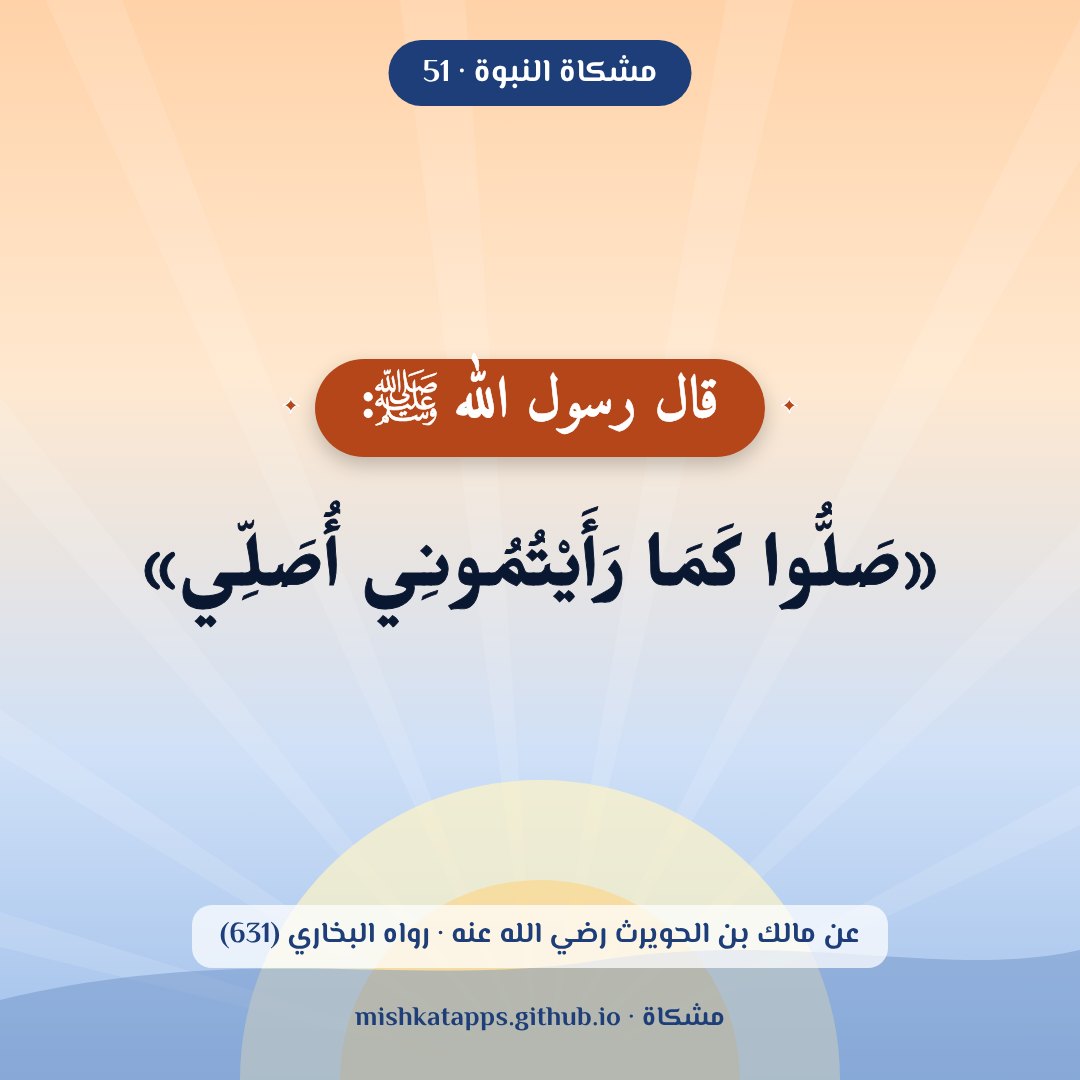 مشكاة النبوة · 51
قال رسول الله ﷺ:
«صَلُّوا كَمَا رَأَيْتُمُونِي أُصَلِّي»
عن مالك بن الحويرث رضي الله عنه · رواه البخاري (631)
مشكاة · mishkatapps.github.io